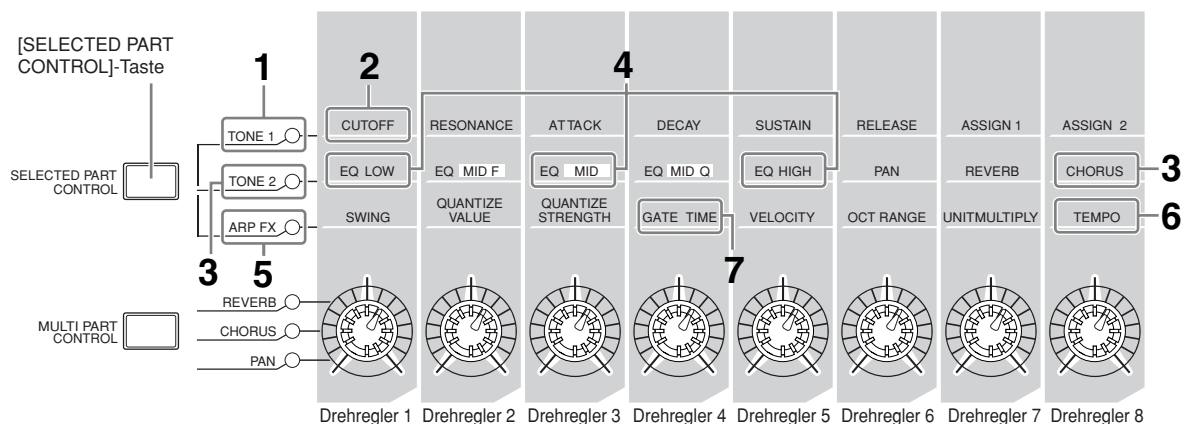 [SELECTED PART
CONTROL]-Taste
1
2
4
TONE 1
CUTOFF
RESONANCE
ATTACK
DECAY
SUSTAIN
RELEASE
ASSIGN 1
ASSIGN 2
SELECTED PART
CONTROL
3
TONE 2
EQ LOW
EQ MID F
EQ MID
EQ MID Q
EQ HIGH
PAN
REVERB
CHORUS
3
ARP FX
5
SWING
QUANTIZE
VALUE
QUANTIZE
STRENGTH
GATE TIME
7
VELOCITY
OCT RANGE
UNITMULTIPLY
TEMPO
6
MULTI PART
CONTROL
REVERB
CHORUS
PAN
Drehregler 1
Drehregler 2
Drehregler 3
Drehregler 4
Drehregler 5
Drehregler 6
Drehregler 7
Drehregler 8